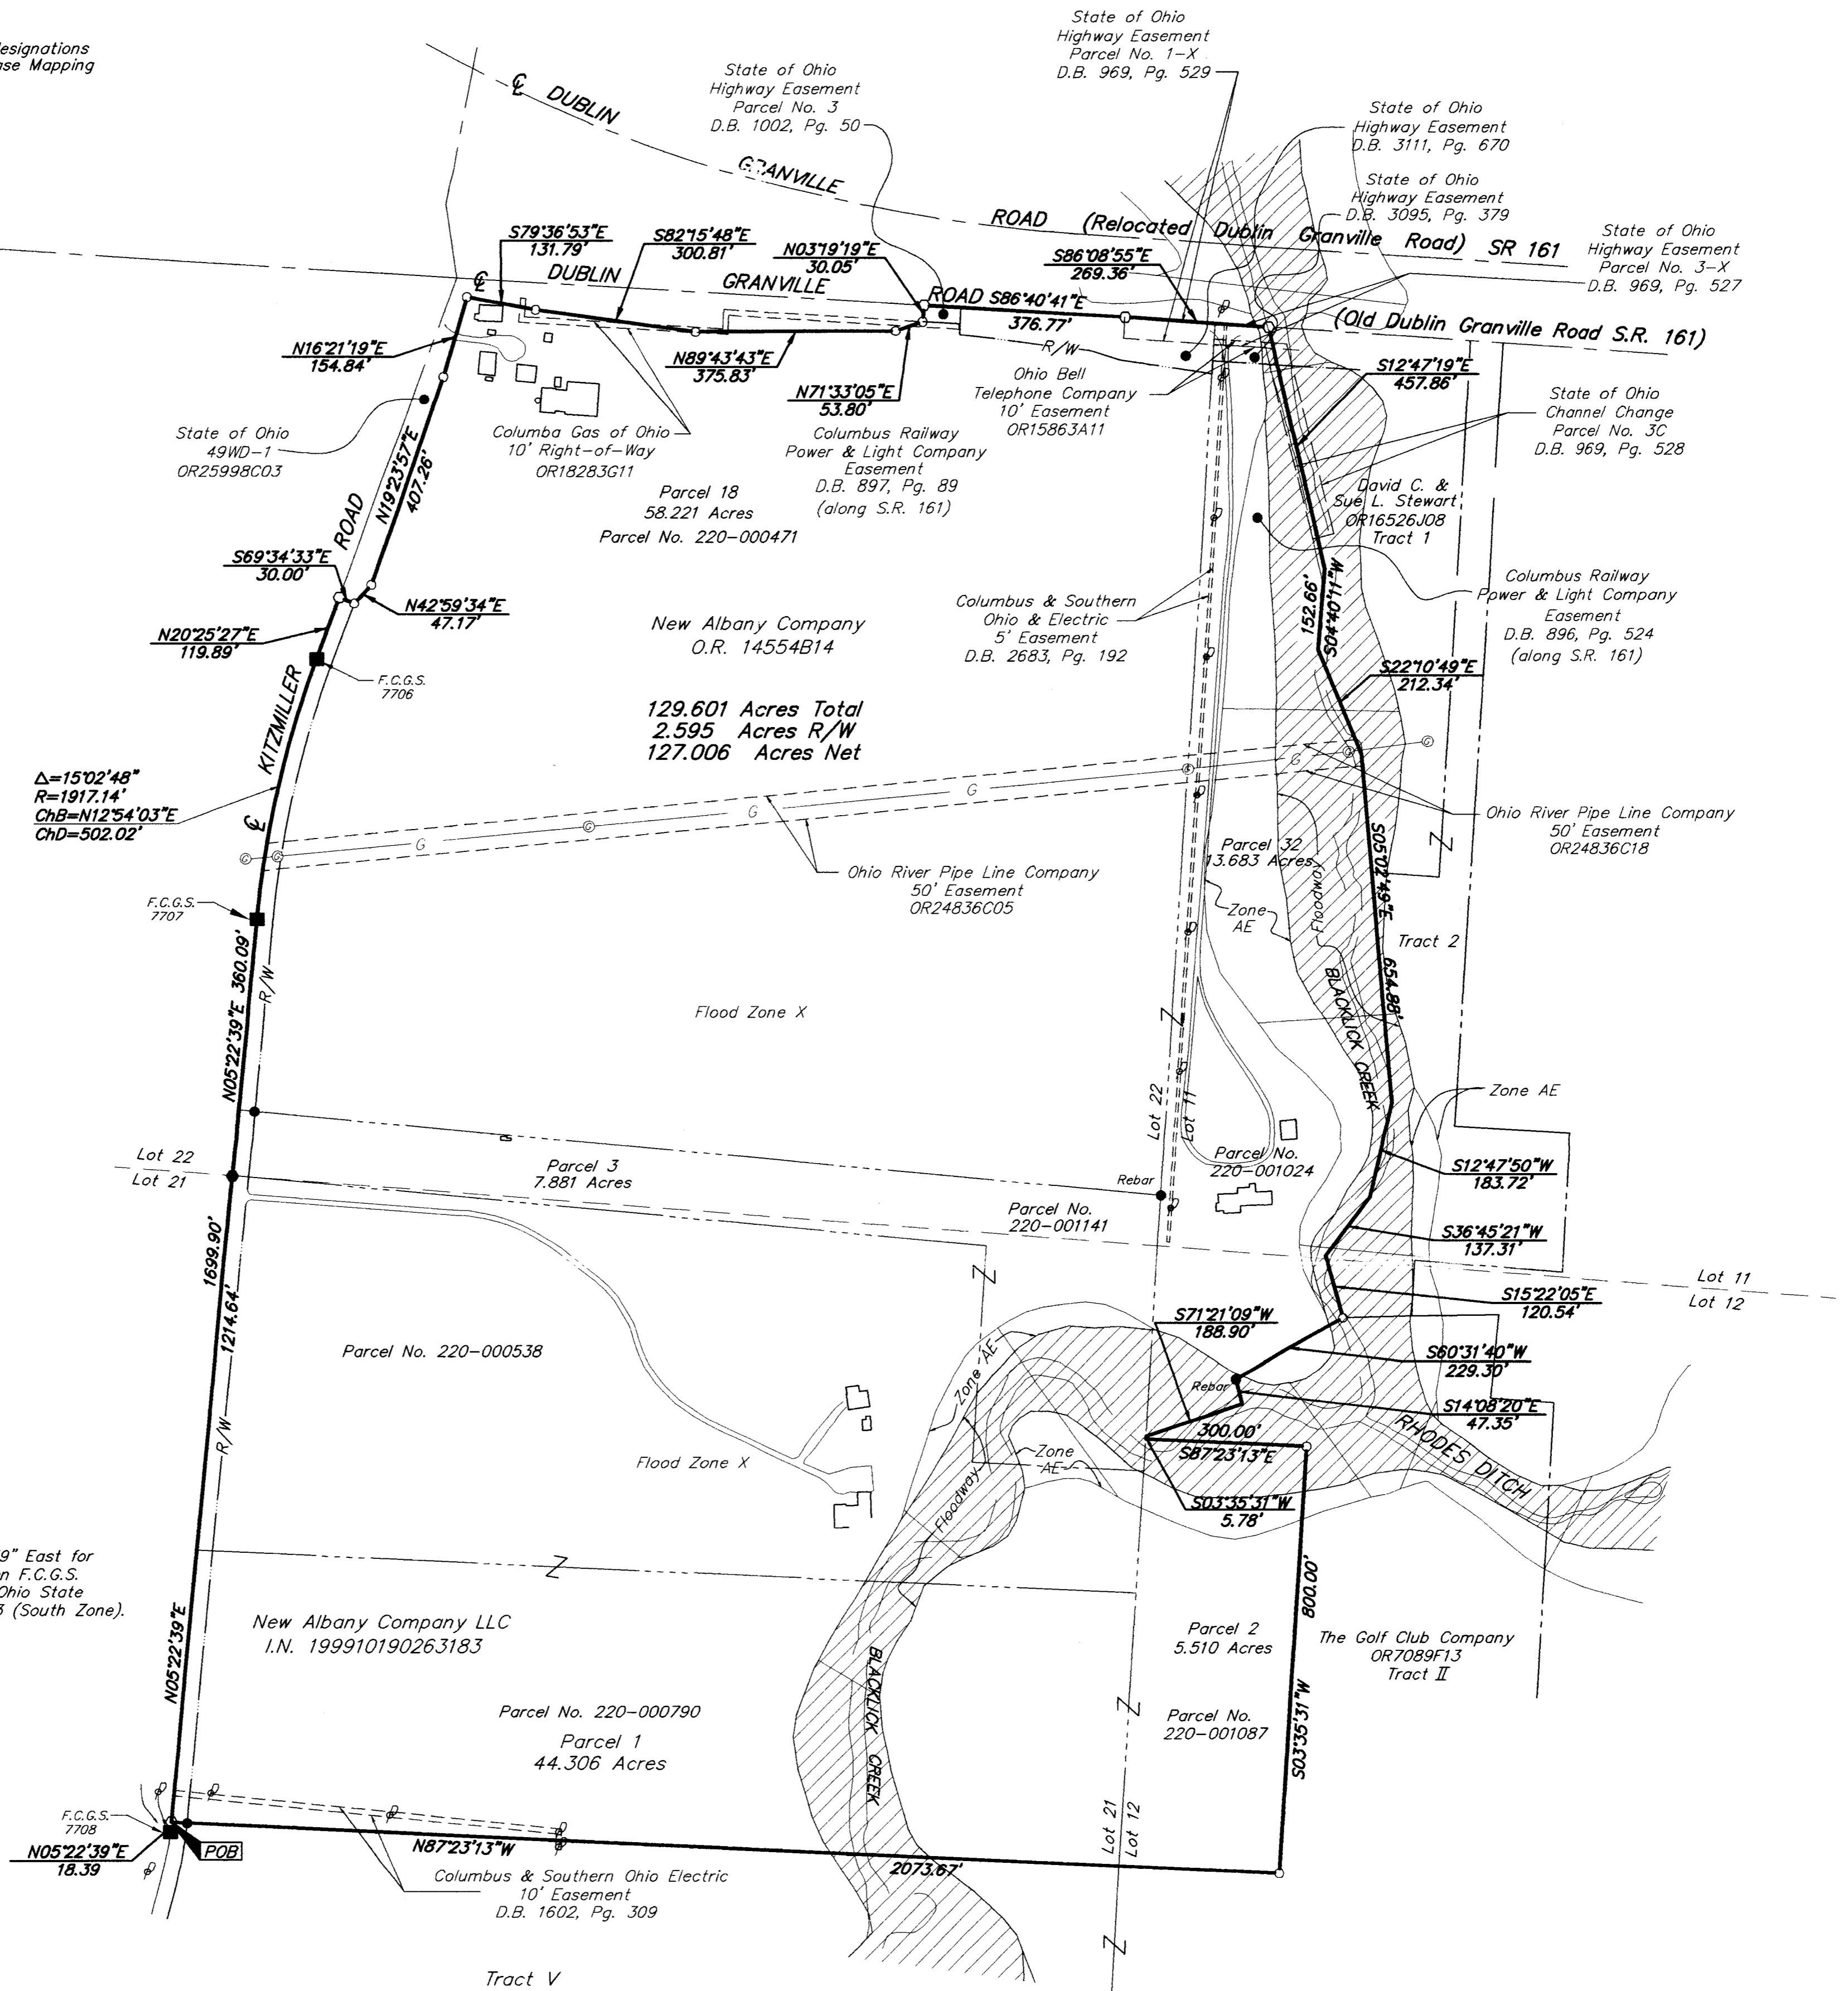 esignations
ase Mapping
State of Ohio
Highway Easement
Parcel No. 1-X
D.B. 969, Pg. 529
State of Ohio
Highway Easement
Parcel No. 3
D.B. 1002, Pg. 50
State of Ohio
Highway Easement
D.B. 3111, Pg. 670
State of Ohio
Highway Easement
D.B. 3095, Pg. 379
State of Ohio
Highway Easement
Parcel No. 3-X
D.B. 969, Pg. 527
℄ DUBLIN GRANVILLE ROAD (Relocated Dublin Granville Road) SR 161
℄ DUBLIN GRANVILLE ROAD
(Old Dublin Granville Road S.R. 161)
S79°36'53"E
131.79'
S82°15'48"E
300.81'
N03°19'19"E
30.05'
S86°08'55"E
269.36'
S86°40'41"E
376.77'
R/W
N16°21'19"E
154.84'
N89°43'43"E
375.83'
N71°33'05"E
53.80'
S12°47'19"E
457.86'
State of Ohio
49WD-1
OR25998C03
Columba Gas of Ohio
10' Right-of-Way
OR18283G11
Columbus Railway
Power & Light Company
Easement
D.B. 897, Pg. 89
(along S.R. 161)
Ohio Bell
Telephone Company
10' Easement
OR15863A11
State of Ohio
Channel Change
Parcel No. 3C
D.B. 969, Pg. 528
Parcel 18
58.221 Acres
Parcel No. 220-000471
David C. &
Sue L. Stewart
OR16526J08
Tract 1
N19°23'57"E
407.26'
ROAD
S69°34'33"E
30.00'
N42°59'34"E
47.17'
N20°25'27"E
119.89'
F.C.G.S.
7706
KITZMILLER
℄
New Albany Company
O.R. 14554B14
Columbus & Southern
Ohio & Electric
5' Easement
D.B. 2683, Pg. 192
152.66'
S04°40'11"W
Columbus Railway
Power & Light Company
Easement
D.B. 896, Pg. 524
(along S.R. 161)
S22°10'49"E
212.34'
129.601 Acres Total
2.595 Acres R/W
127.006 Acres Net
Δ=15°02'48"
R=1917.14'
ChB=N12°54'03"E
ChD=502.02'
G
G
G
G
Ohio River Pipe Line Company
50' Easement
OR24836C18
Ohio River Pipe Line Company
50' Easement
OR24836C05
Parcel 32
13.683 Acres
S05°02'49"E
654.88'
Zone
AE
Floodway
Tract 2
F.C.G.S.
7707
N05°22'39"E 360.09'
R/W
Flood Zone X
BLACKLICK CREEK
Zone AE
Lot 22
Lot 11
Lot 22
Lot 21
Parcel 3
7.881 Acres
Rebar
Parcel No.
220-001024
S12°47'50"W
183.72'
Parcel No.
220-001141
S36°45'21"W
137.31'
1699.90'
1214.64'
Lot 11
Lot 12
S15°22'05"E
120.54'
S71°21'09"W
188.90'
S60°31'40"W
229.30'
Parcel No. 220-000538
Zone AE
Rebar
S14°08'20"E
47.35'
R/W
300.00'
S87°23'13"E
RHODES DITCH
Flood Zone X
Zone
AE
Floodway
S03°35'31"W
5.78'
9" East for
n F.C.G.S.
Ohio State
3 (South Zone).
N05°22'39"E
New Albany Company LLC
I.N. 199910190263183
800.00'
S03°35'31"W
Parcel 2
5.510 Acres
The Golf Club Company
OR7089F13
Tract II
Parcel No. 220-000790
Parcel 1
44.306 Acres
BLACKLICK CREEK
Parcel No.
220-001087
F.C.G.S.
7708
N05°22'39"E
18.39
POB
N87°23'13"W
2073.67'
Lot 21
Lot 12
Columbus & Southern Ohio Electric
10' Easement
D.B. 1602, Pg. 309
Tract V